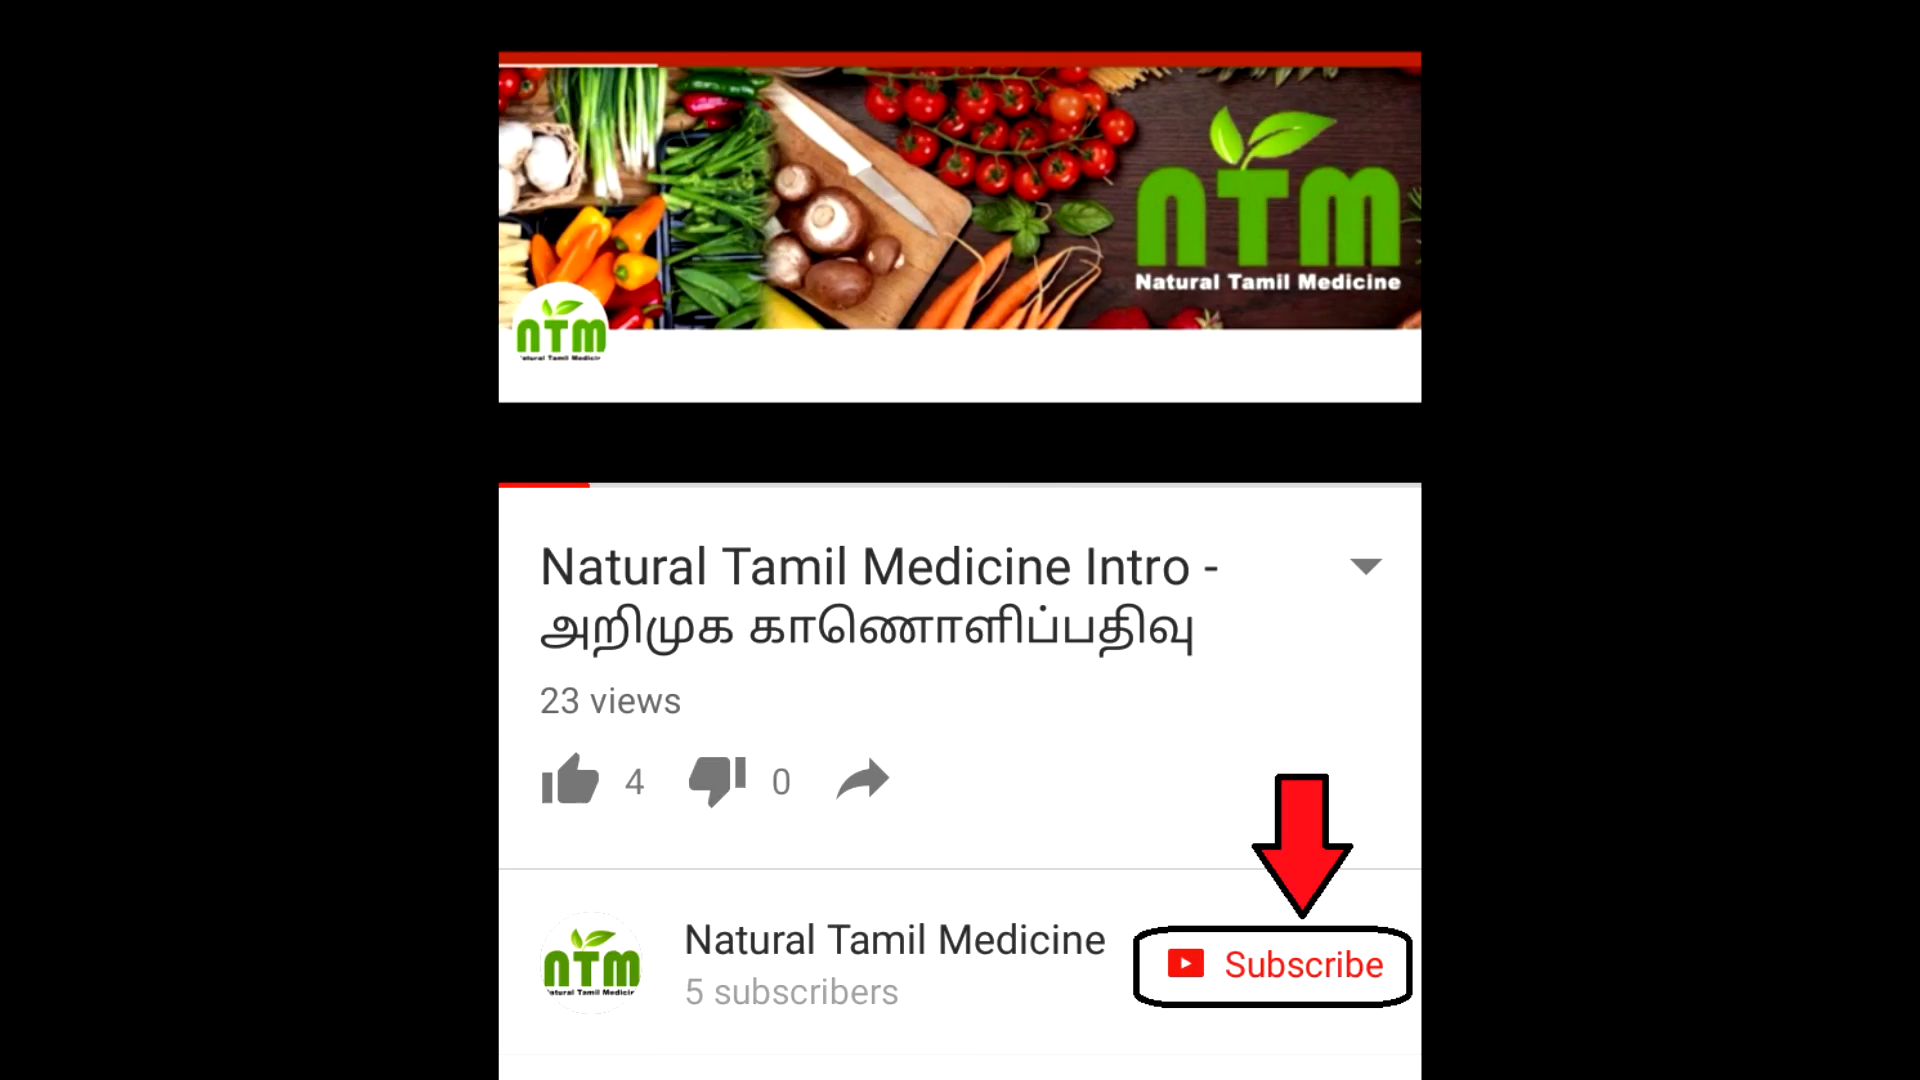 NTM
Natural Tamil Medicine
NTM
Natural Tamil Medicine Intro -
அறிமுக காணொளிப்பதிவு
23 views
4 0
Natural Tamil Medicine
5 subscribers
Subscribe
NTM